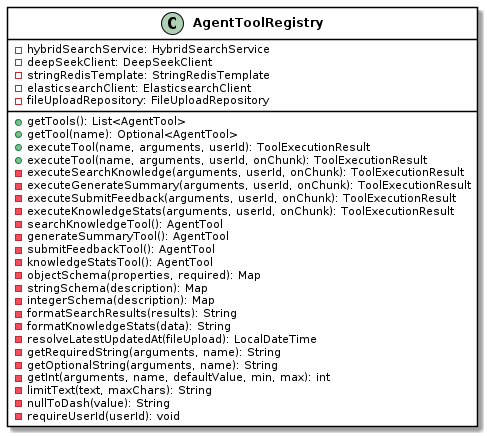 C AgentToolRegistry
hybridSearchService: HybridSearchService
deepSeekClient: DeepSeekClient
stringRedisTemplate: StringRedisTemplate
elasticsearchClient: ElasticsearchClient
fileUploadRepository: FileUploadRepository
getTools(): List<AgentTool>
getTool(name): Optional<AgentTool>
executeTool(name, arguments, userId): ToolExecutionResult
executeTool(name, arguments, userId, onChunk): ToolExecutionResult
executeSearchKnowledge(arguments, userId, onChunk): ToolExecutionResult
executeGenerateSummary(arguments, userId, onChunk): ToolExecutionResult
executeSubmitFeedback(arguments, userId, onChunk): ToolExecutionResult
executeKnowledgeStats(arguments, userId, onChunk): ToolExecutionResult
searchKnowledgeTool(): AgentTool
generateSummaryTool(): AgentTool
submitFeedbackTool(): AgentTool
knowledgeStatsTool(): AgentTool
objectSchema(properties, required): Map
stringSchema(description): Map
integerSchema(description): Map
formatSearchResults(results): String
formatKnowledgeStats(data): String
resolveLatestUpdatedAt(fileUpload): LocalDateTime
getRequiredString(arguments, name): String
getOptionalString(arguments, name): String
getInt(arguments, name, defaultValue, min, max): int
limitText(text, maxChars): String
nullToDash(value): String
requireUserId(userId): void